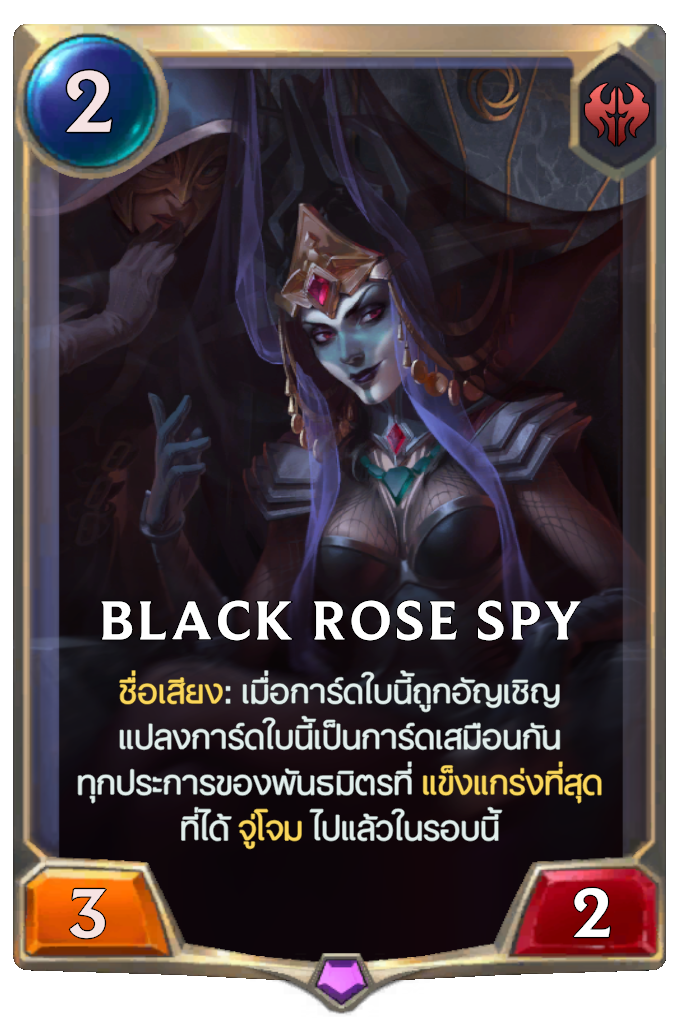 2
BLACK ROSE SPY
ชื่อเสียง: เมื่อการ์ดใบนี้ถูกอัญเชิญ
แปลงการ์ดใบนี้เป็นการ์ดเสมือนกัน
ทุกประการของพันธมิตรที่ แข็งแกร่งที่สุด
ที่ได้ จู่โจม ไปแล้วในรอบนี้
3
2